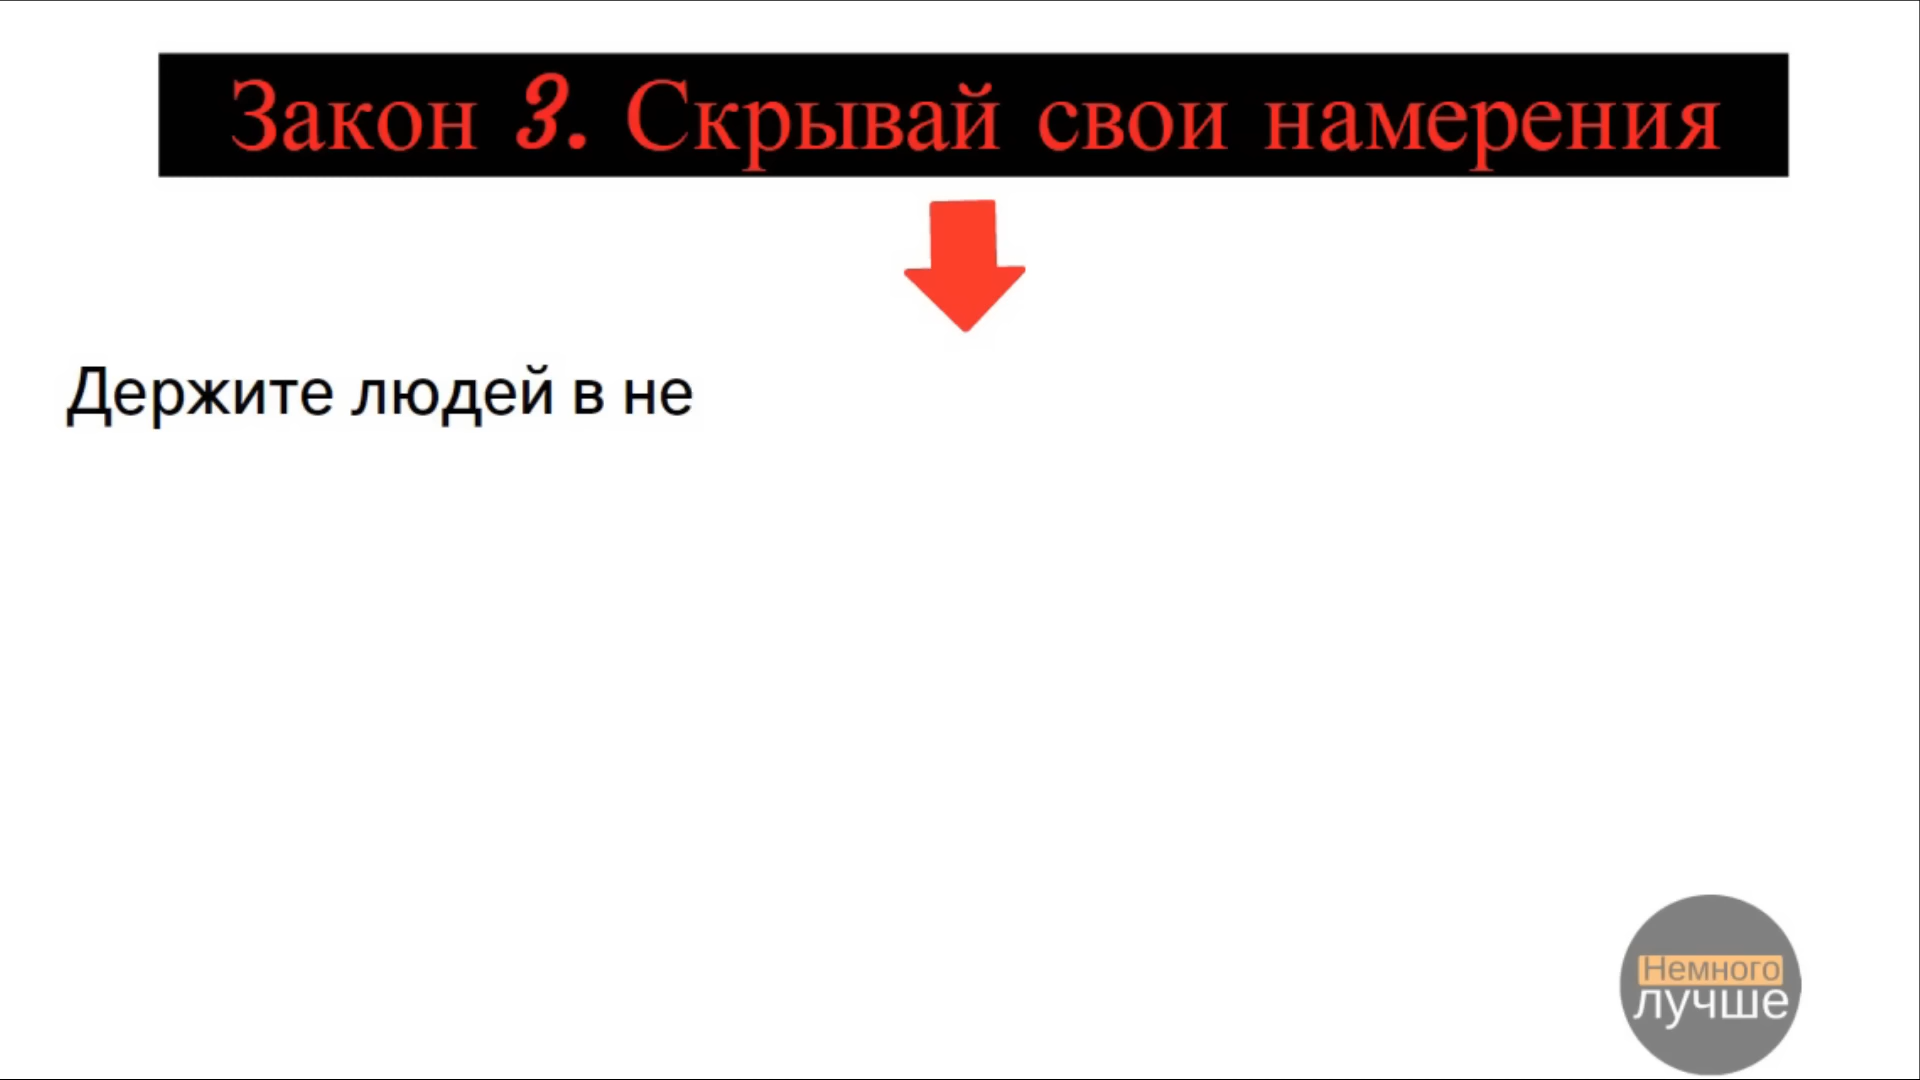 Закон 3. Скрывай свои намерения
Держите людей в не
Немного
лучше